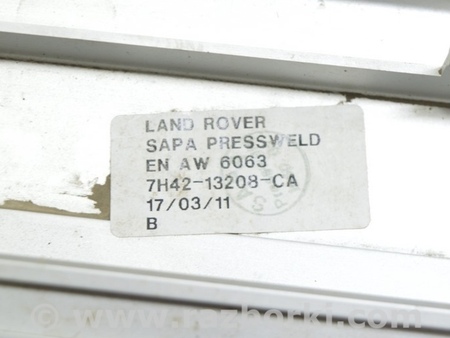 LAND ROVER
SAPA PRESSWELD
EN AW 6063
7H42-13208-CA
17/03/11
B
www.razborki.com